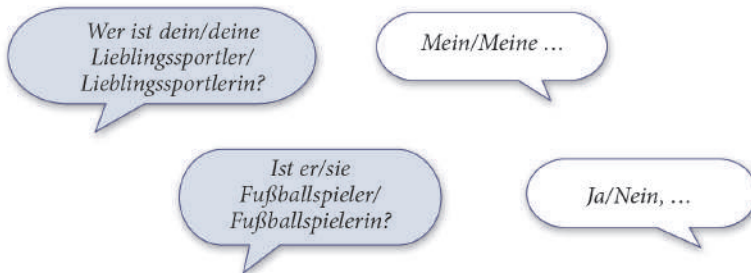 Wer ist dein/deine
Lieblingssportler/
Lieblingssportlerin?
Mein/Meine ...
Ist er/sie
Fußballspieler/
Fußballspielerin?
Ja/Nein, ...